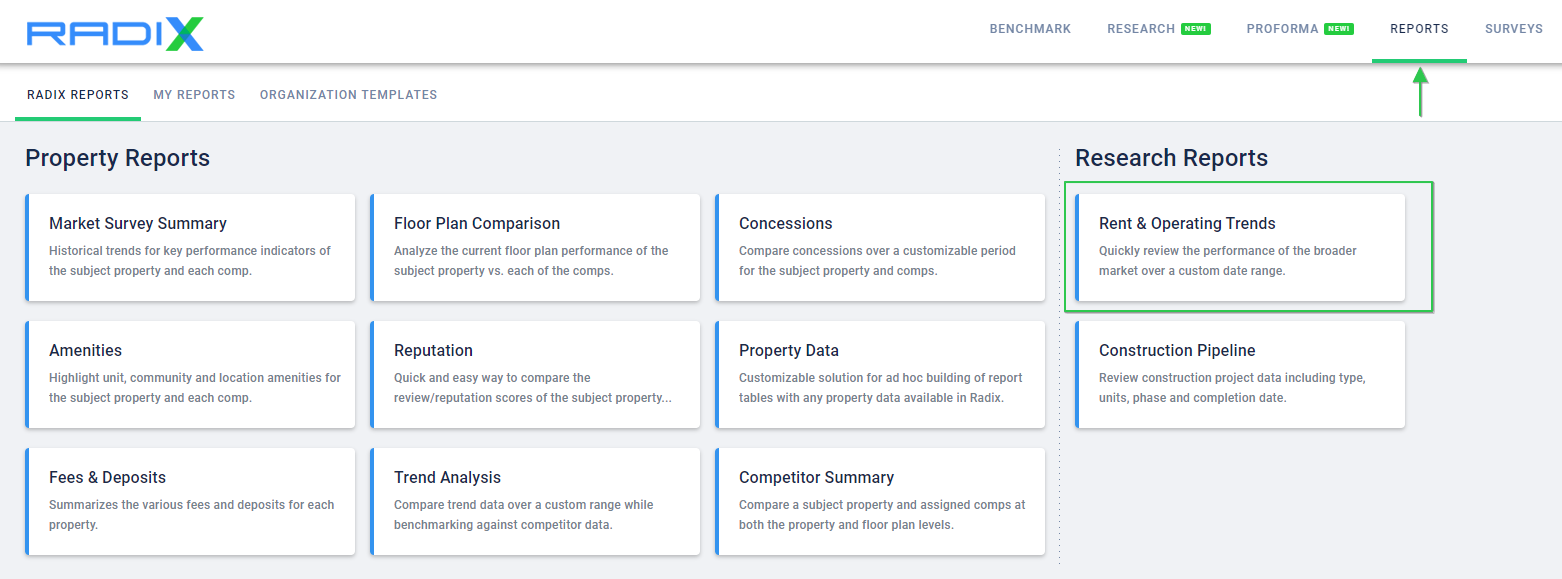 RADIX
BENCHMARK
RESEARCH NEW!
PROFORMA NEW!
REPORTS
SURVEYS
RADIX REPORTS
MY REPORTS
ORGANIZATION TEMPLATES
Property Reports
Market Survey Summary
Historical trends for key performance indicators of
the subject property and each comp.
Floor Plan Comparison
Analyze the current floor plan performance of the
subject property vs. each of the comps.
Concessions
Compare concessions over a customizable period
for the subject property and comps.
Amenities
Highlight unit, community and location amenities for
the subject property and each comp.
Reputation
Quick and easy way to compare the
review/reputation scores of the subject property...
Property Data
Customizable solution for ad hoc building of report
tables with any property data available in Radix.
Fees & Deposits
Summarizes the various fees and deposits for each
property.
Trend Analysis
Compare trend data over a custom range while
benchmarking against competitor data.
Competitor Summary
Compare a subject property and assigned comps at
both the property and floor plan levels.
Research Reports
Rent & Operating Trends
Quickly review the performance of the broader
market over a custom date range.
Construction Pipeline
Review construction project data including type,
units, phase and completion date.